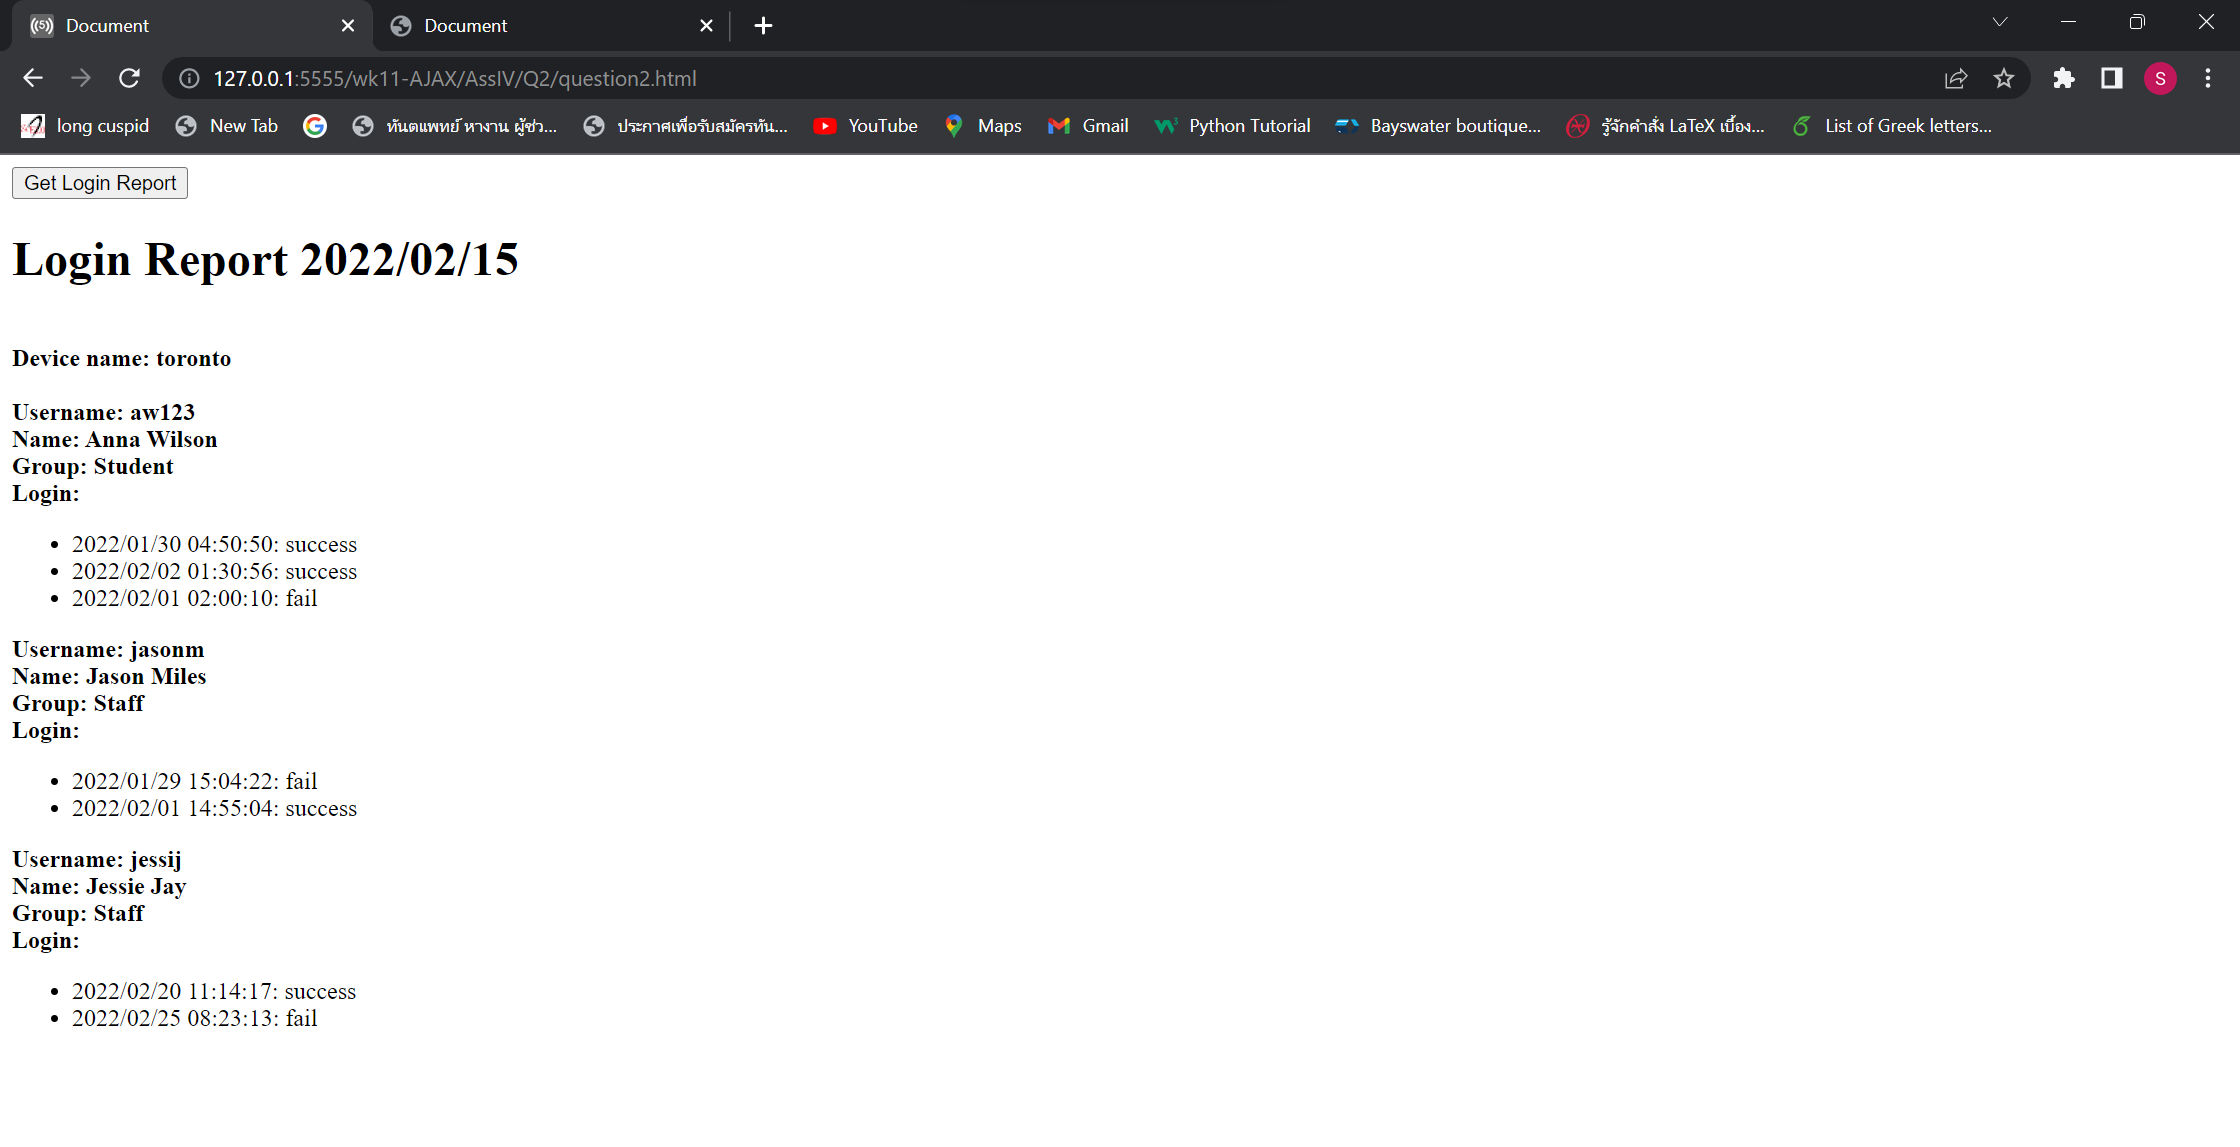 Document
Document
127.0.0.1:5555/wk11-AJAX/AssIV/Q2/question2.html
S
long cuspid
New Tab
ทันตแพทย์ หางาน ผู้ช่ว...
ประกาศเพื่อรับสมัครทัน...
YouTube
Maps
Gmail
Python Tutorial
Bayswater boutique...
รู้จักคำสั่ง LaTeX เบื้อง...
List of Greek letters...
Get Login Report
Login Report 2022/02/15
Device name: toronto
Username: aw123
Name: Anna Wilson
Group: Student
Login:
2022/01/30 04:50:50: success
2022/02/02 01:30:56: success
2022/02/01 02:00:10: fail
Username: jasonm
Name: Jason Miles
Group: Staff
Login:
2022/01/29 15:04:22: fail
2022/02/01 14:55:04: success
Username: jessij
Name: Jessie Jay
Group: Staff
Login:
2022/02/20 11:14:17: success
2022/02/25 08:23:13: fail